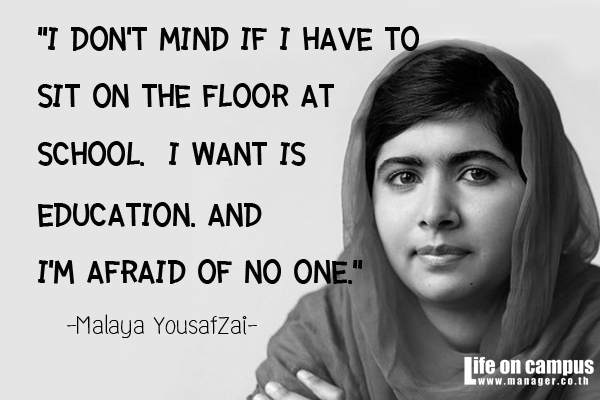 "I DON'T MIND IF I HAVE TO
SIT ON THE FLOOR AT
SCHOOL. I WANT IS
EDUCATION. AND
I'M AFRAID OF NO ONE."
-Malaya YousafZai-
Life on campus
www.manager.co.th